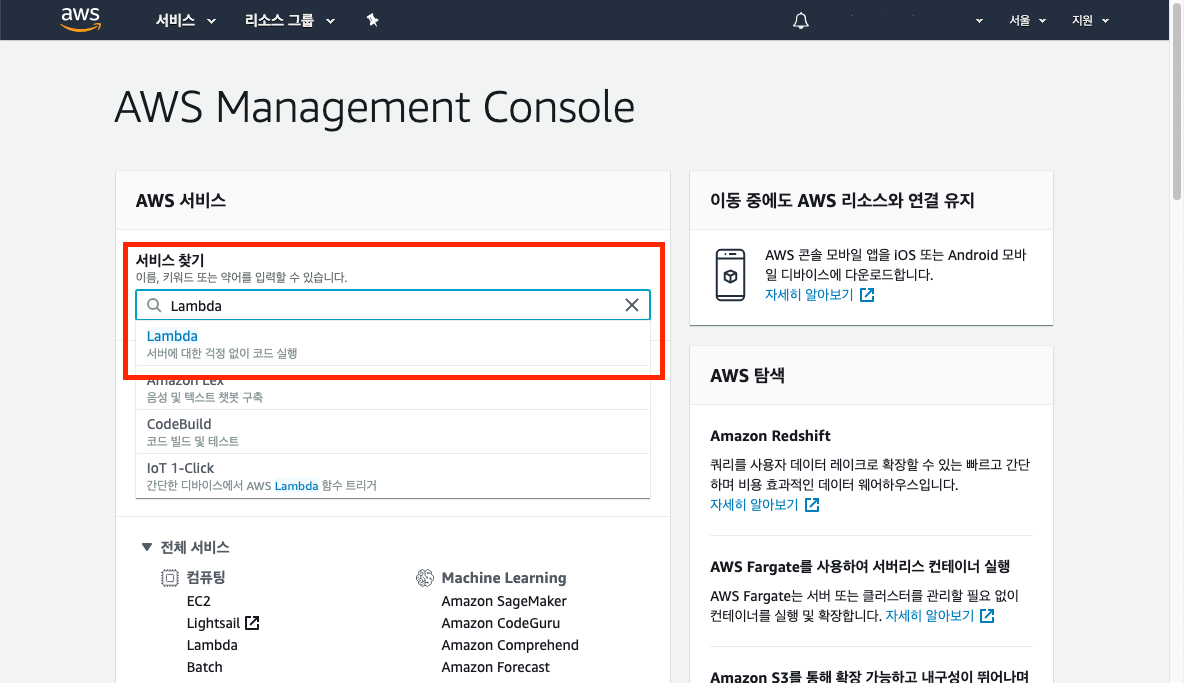 aws 서비스 리소스 그룹 서울 지원
AWS Management Console
AWS 서비스
서비스 찾기
이름, 키워드 또는 약어를 입력할 수 있습니다.
Lambda
Lambda
서버에 대한 걱정 없이 코드 실행
Amazon Lex
음성 및 텍스트 챗봇 구축
CodeBuild
코드 빌드 및 테스트
IoT 1-Click
간단한 디바이스에서 AWS Lambda 함수 트리거
전체 서비스
컴퓨팅
EC2
Lightsail
Lambda
Batch
Machine Learning
Amazon SageMaker
Amazon CodeGuru
Amazon Comprehend
Amazon Forecast
이동 중에도 AWS 리소스와 연결 유지
AWS 콘솔 모바일 앱을 iOS 또는 Android 모바
일 디바이스에 다운로드합니다.
자세히 알아보기
AWS 탐색
Amazon Redshift
쿼리를 사용자 데이터 레이크로 확장할 수 있는 빠르고 간단
하며 비용 효과적인 데이터 웨어하우스입니다.
자세히 알아보기
AWS Fargate를 사용하여 서버리스 컨테이너 실행
AWS Fargate는 서버 또는 클러스터를 관리할 필요 없이
컨테이너를 실행 및 확장합니다. 자세히 알아보기
Amazon S3를 통해 확장 가능하고 내구성이 뛰어나며